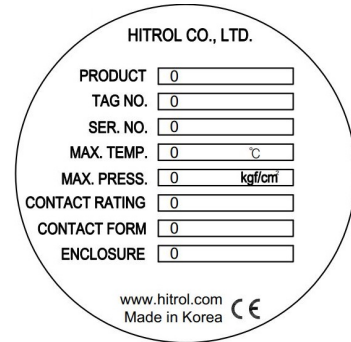 HITROL CO., LTD.
PRODUCT 0
TAG NO. 0
SER. NO. 0
MAX. TEMP. 0 ℃
MAX. PRESS. 0 kgf/cm²
CONTACT RATING 0
CONTACT FORM 0
ENCLOSURE 0
www.hitrol.com
Made in Korea CE